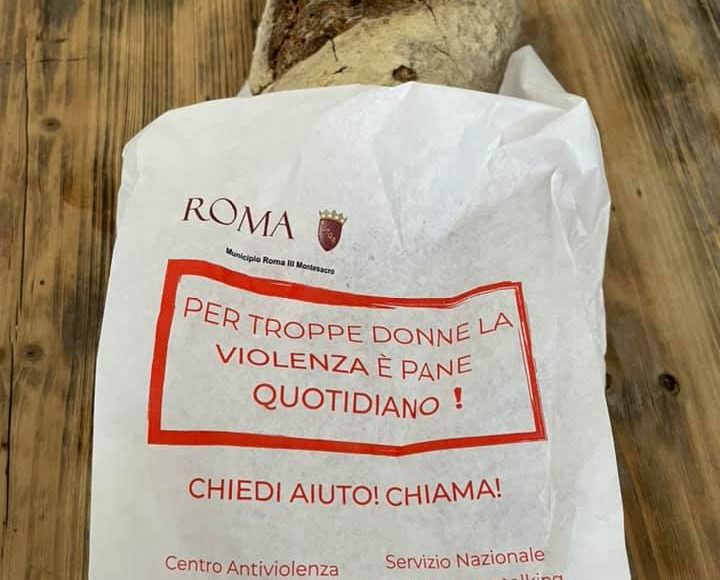 ROMA
Municipio Roma III Montesacro
PER TROPPE DONNE LA
VIOLENZA È PANE
QUOTIDIANO !
CHIEDI AIUTO! CHIAMA!
Centro Antiviolenza
Servizio Nazionale